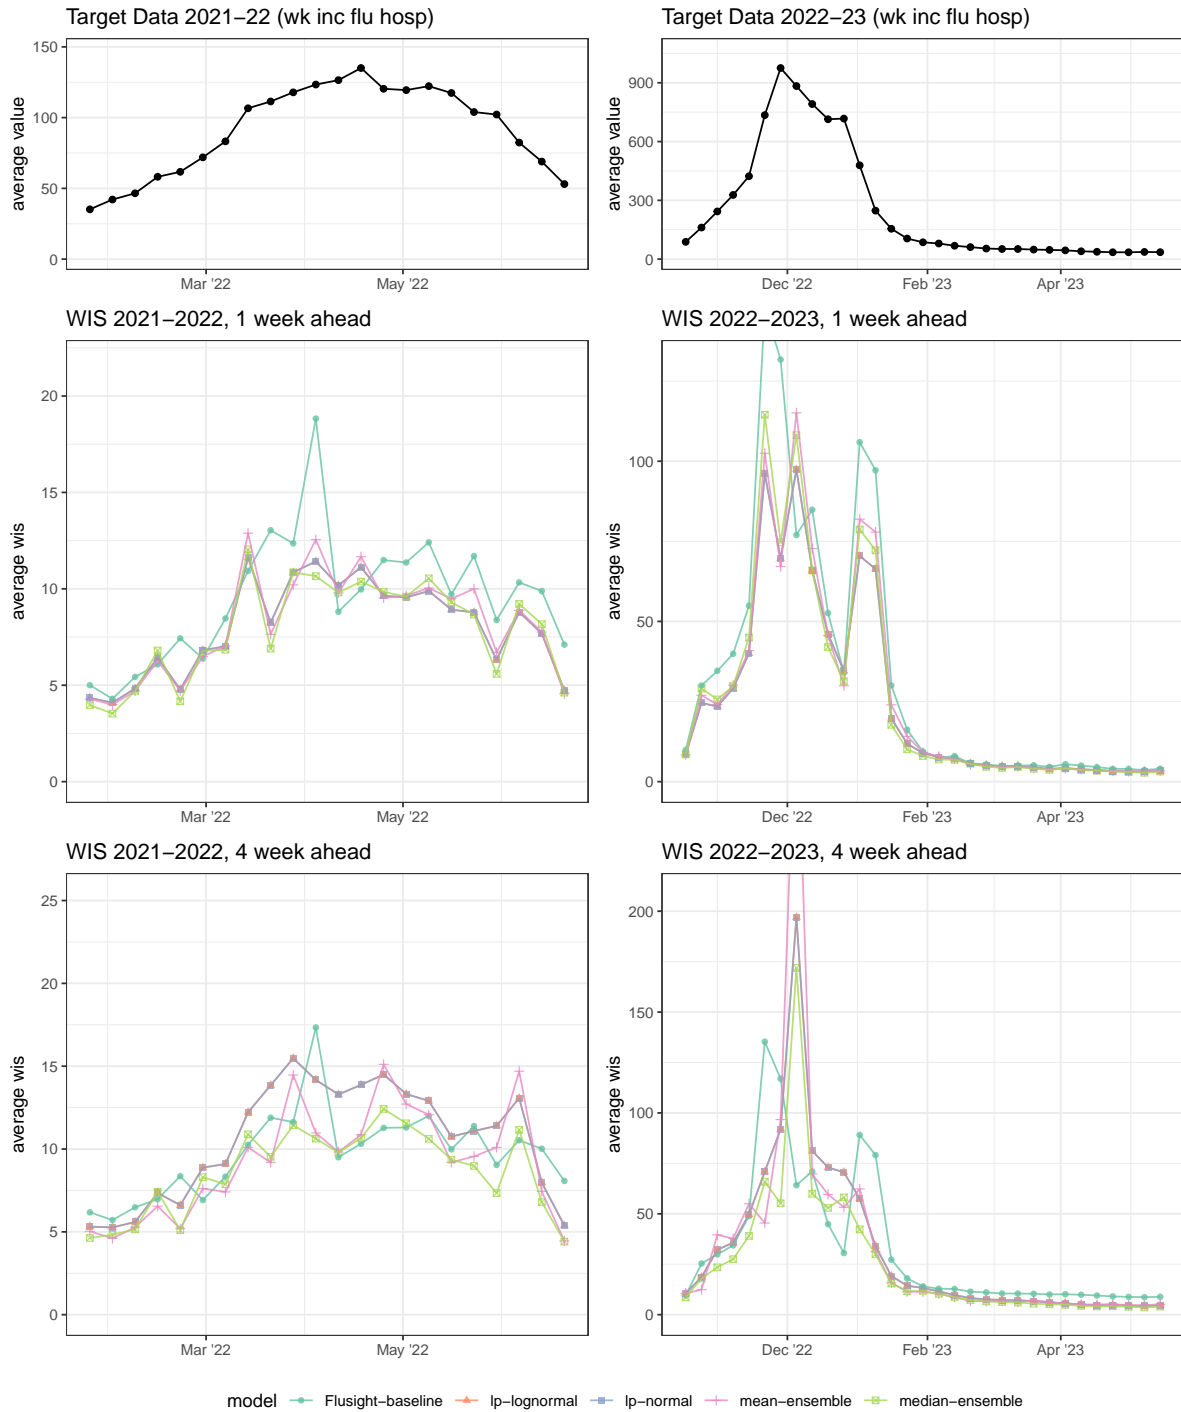 Target Data 2021−22 (wk inc flu hosp)
Target Data 2022−23 (wk inc flu hosp)
average value
150
100
50
0
Mar '22
May '22
average value
900
600
300
0
Dec '22
Feb '23
Apr '23
WIS 2021−2022, 1 week ahead
WIS 2022−2023, 1 week ahead
average wis
20
15
10
5
0
Mar '22
May '22
average wis
100
50
0
Dec '22
Feb '23
Apr '23
WIS 2021−2022, 4 week ahead
WIS 2022−2023, 4 week ahead
average wis
25
20
15
10
5
0
Mar '22
May '22
average wis
200
150
100
50
0
Dec '22
Feb '23
Apr '23
model Flusight−baseline lp−lognormal lp−normal mean−ensemble median−ensemble